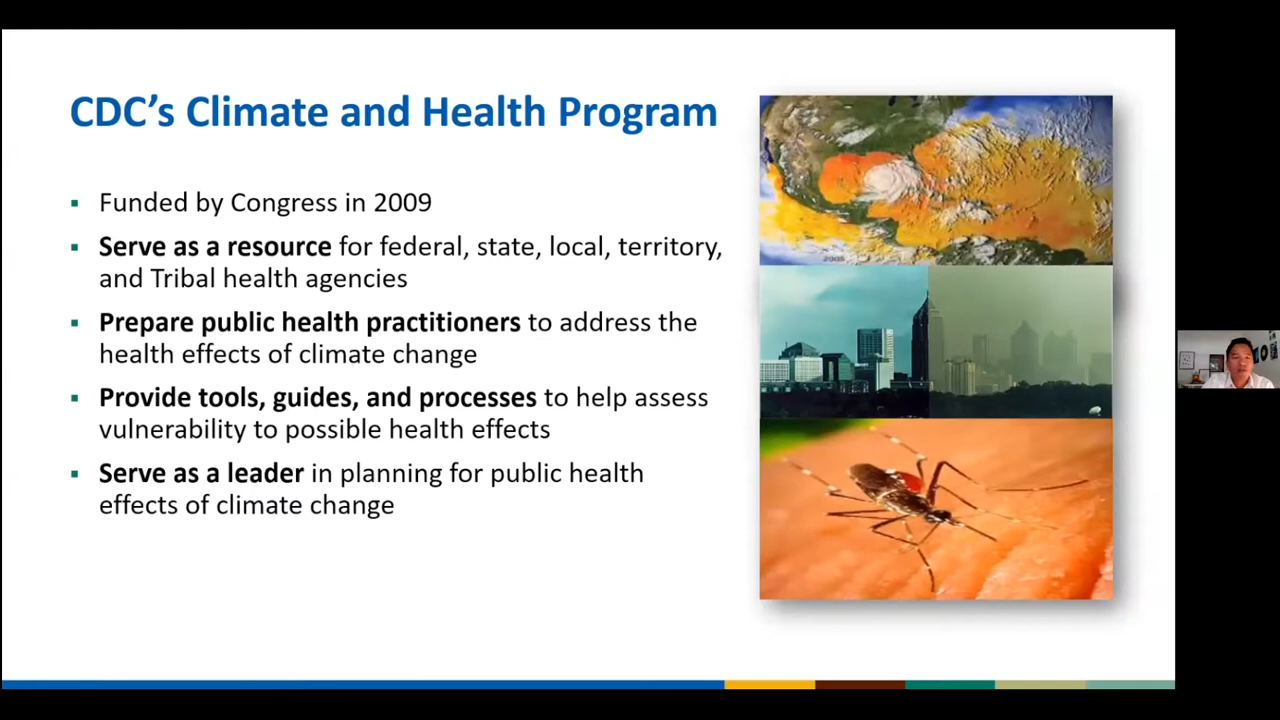 CDC's Climate and Health Program
▪ Funded by Congress in 2009
▪ Serve as a resource for federal, state, local, territory,
and Tribal health agencies
▪ Prepare public health practitioners to address the
health effects of climate change
▪ Provide tools, guides, and processes to help assess
vulnerability to possible health effects
▪ Serve as a leader in planning for public health
effects of climate change
2005